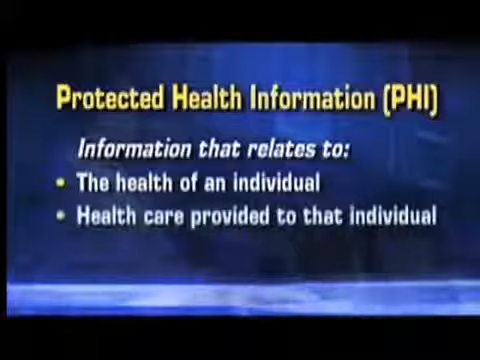 Protected Health Information (PHI)
Information that relates to:
• The health of an individual
• Health care provided to that individual